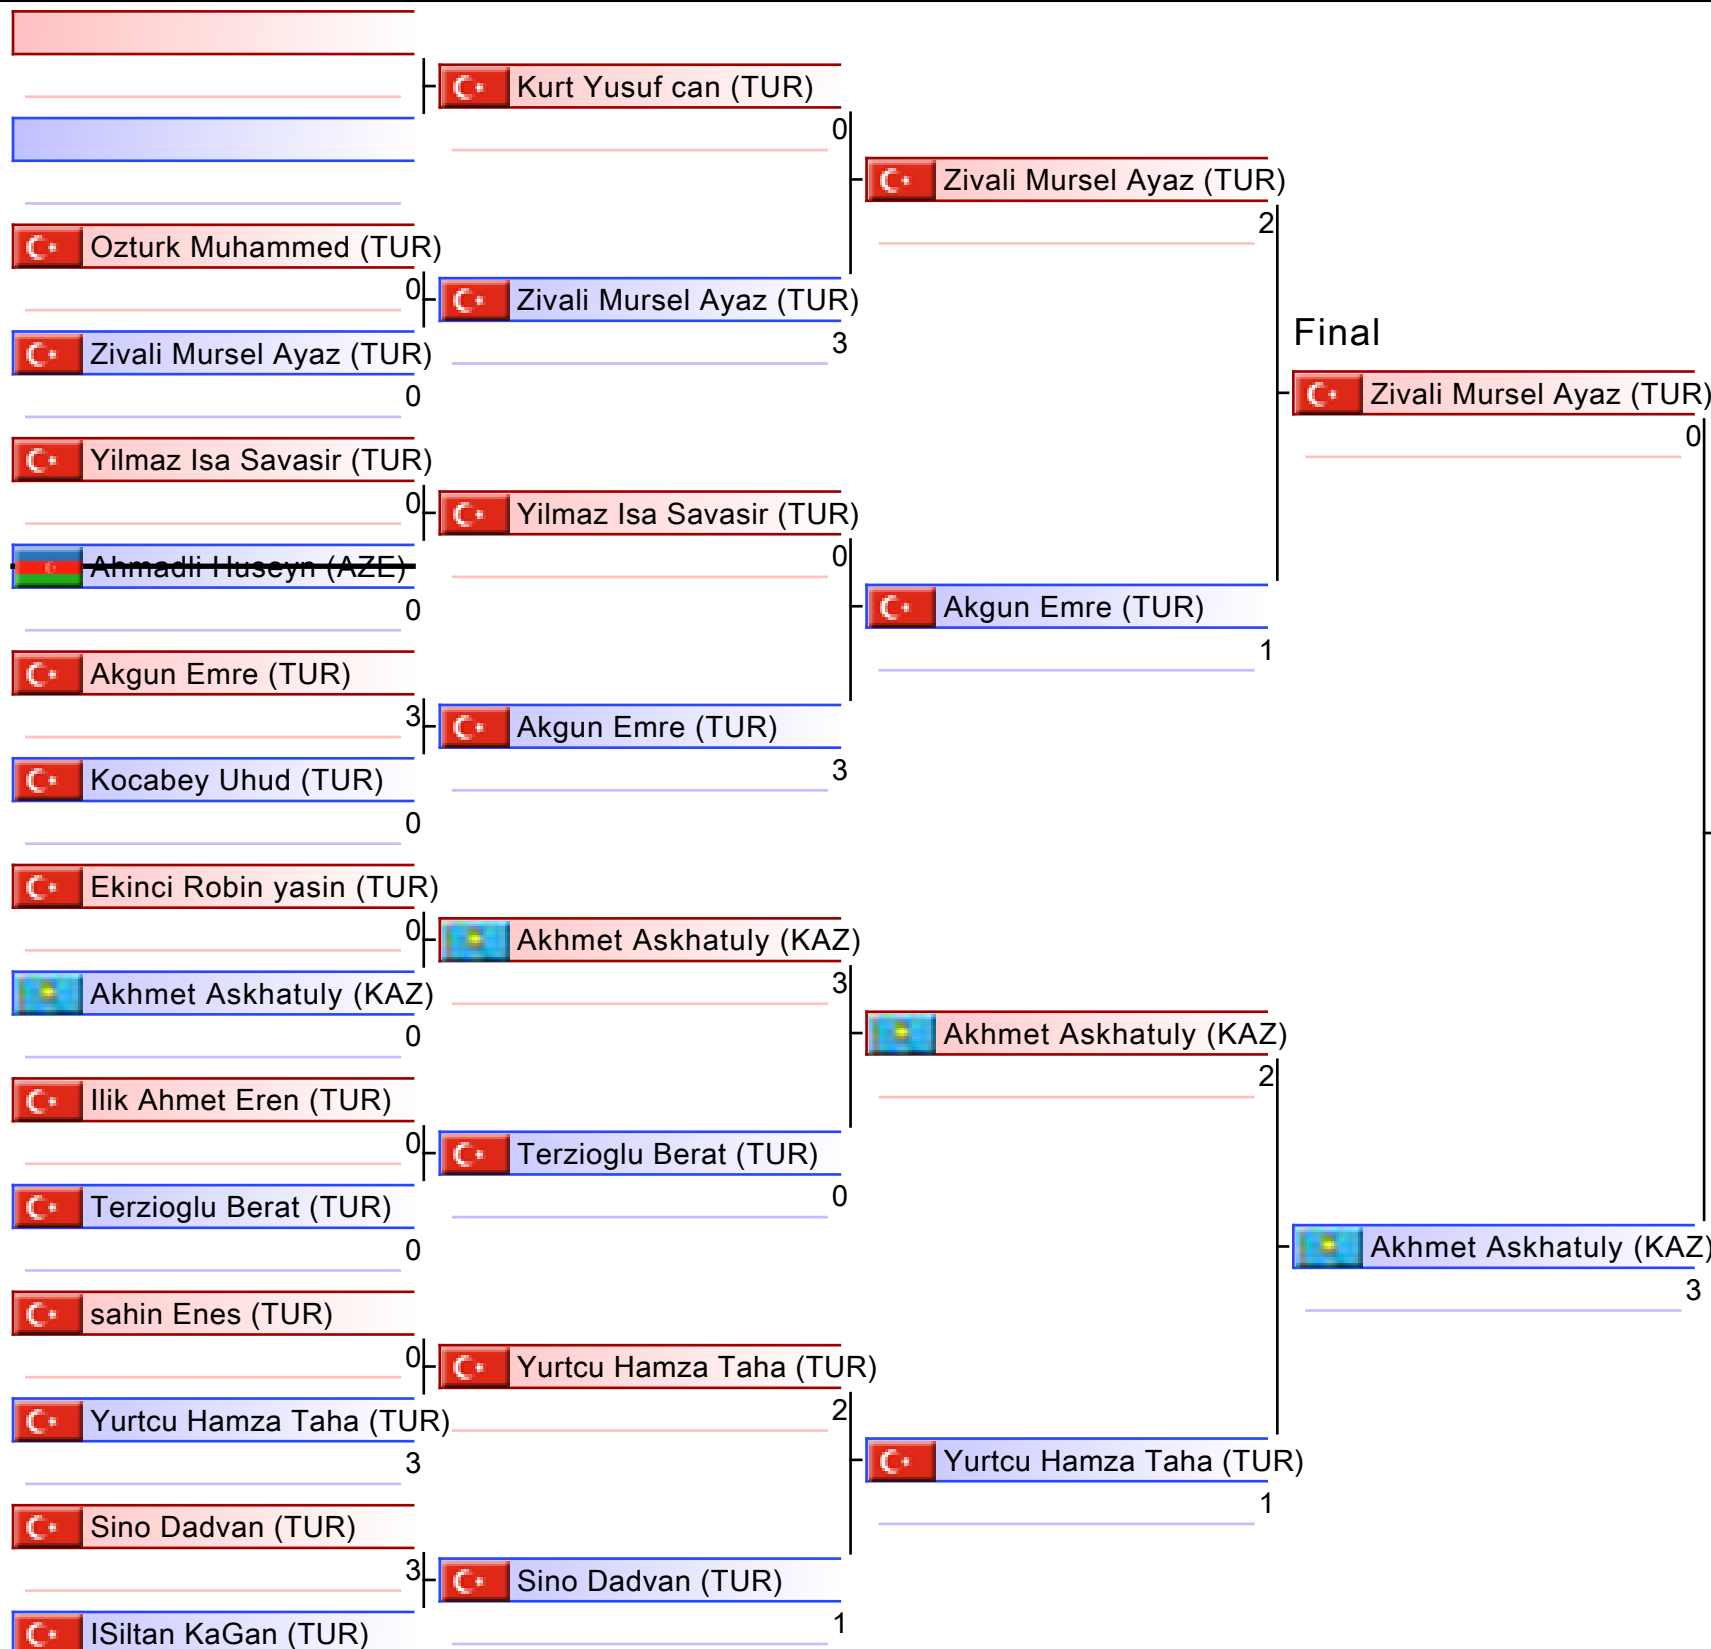 Kurt Yusuf can (TUR)
0
Ozturk Muhammed (TUR)
0
Zivali Mursel Ayaz (TUR)
0
Zivali Mursel Ayaz (TUR)
3
Zivali Mursel Ayaz (TUR)
2
Yilmaz Isa Savasir (TUR)
0
Ahmadli Huseyn (AZE)
0
Yilmaz Isa Savasir (TUR)
0
Akgun Emre (TUR)
3
Kocabey Uhud (TUR)
0
Akgun Emre (TUR)
3
Akgun Emre (TUR)
1
Final
Zivali Mursel Ayaz (TUR)
0
Ekinci Robin yasin (TUR)
0
Akhmet Askhatuly (KAZ)
0
Akhmet Askhatuly (KAZ)
3
Ilik Ahmet Eren (TUR)
0
Terzioglu Berat (TUR)
0
Terzioglu Berat (TUR)
0
Akhmet Askhatuly (KAZ)
2
sahin Enes (TUR)
0
Yurtcu Hamza Taha (TUR)
3
Yurtcu Hamza Taha (TUR)
2
Sino Dadvan (TUR)
3
ISiltan KaGan (TUR)
Sino Dadvan (TUR)
1
Yurtcu Hamza Taha (TUR)
1
Akhmet Askhatuly (KAZ)
3